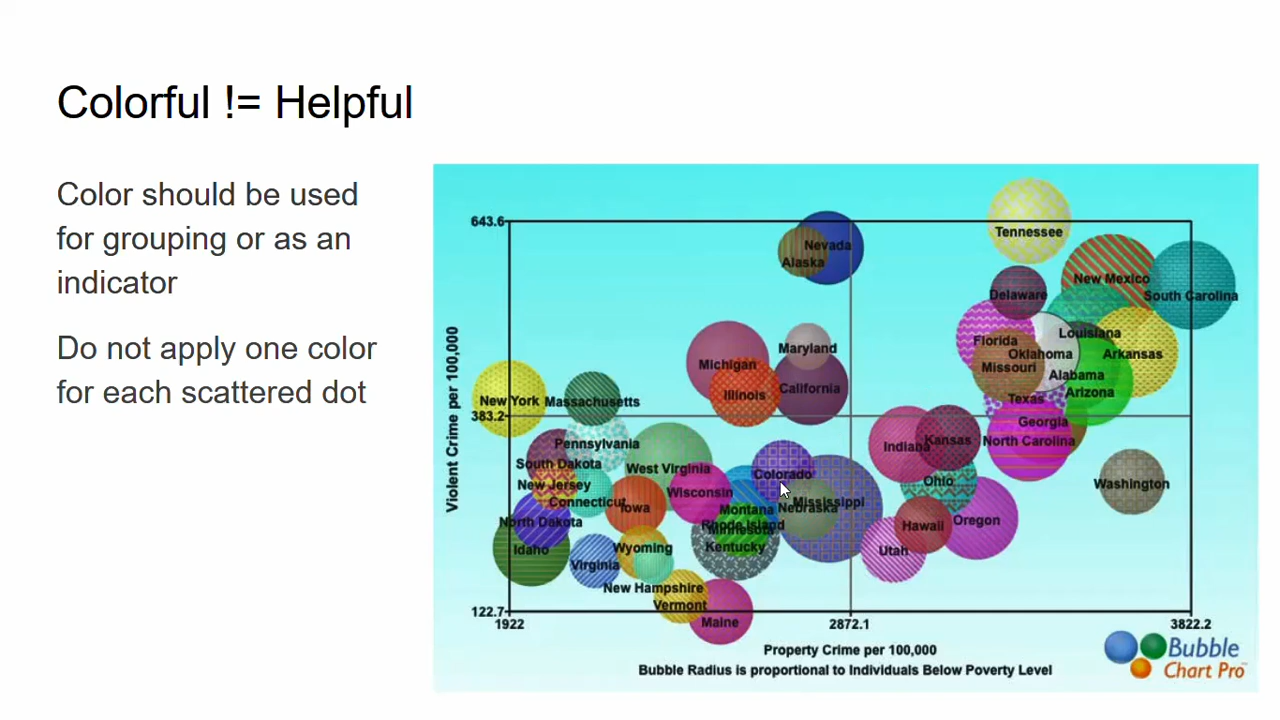 Colorful != Helpful
Color should be used
for grouping or as an
indicator
Do not apply one color
for each scattered dot
643.6
Tennessee
Nevada
Alaska
New Mexico
Delaware
South Carolina
Louisiana
Florida
Oklahoma
Arkansas
Maryland
Missouri
Michigan
Alabama
California
Arizona
Illinois
Texas
New York
Massachusetts
383.2
Georgia
Pennsylvania
Indiana
Kansas
North Carolina
South Dakota
West Virginia
Colorado
New Jersey
Ohio
Washington
Wisconsin
Connecticut
Mississippi
Iowa
Montana
Nebraska
North Dakota
Rhode Island
Minnesota
Hawaii
Oregon
Idaho
Wyoming
Kentucky
Utah
Virginia
New Hampshire
Vermont
Maine
122.7
1922
2872.1
3822.2
Violent Crime per 100,000
Property Crime per 100,000
Bubble Radius is proportional to Individuals Below Poverty Level
Bubble
Chart Pro™